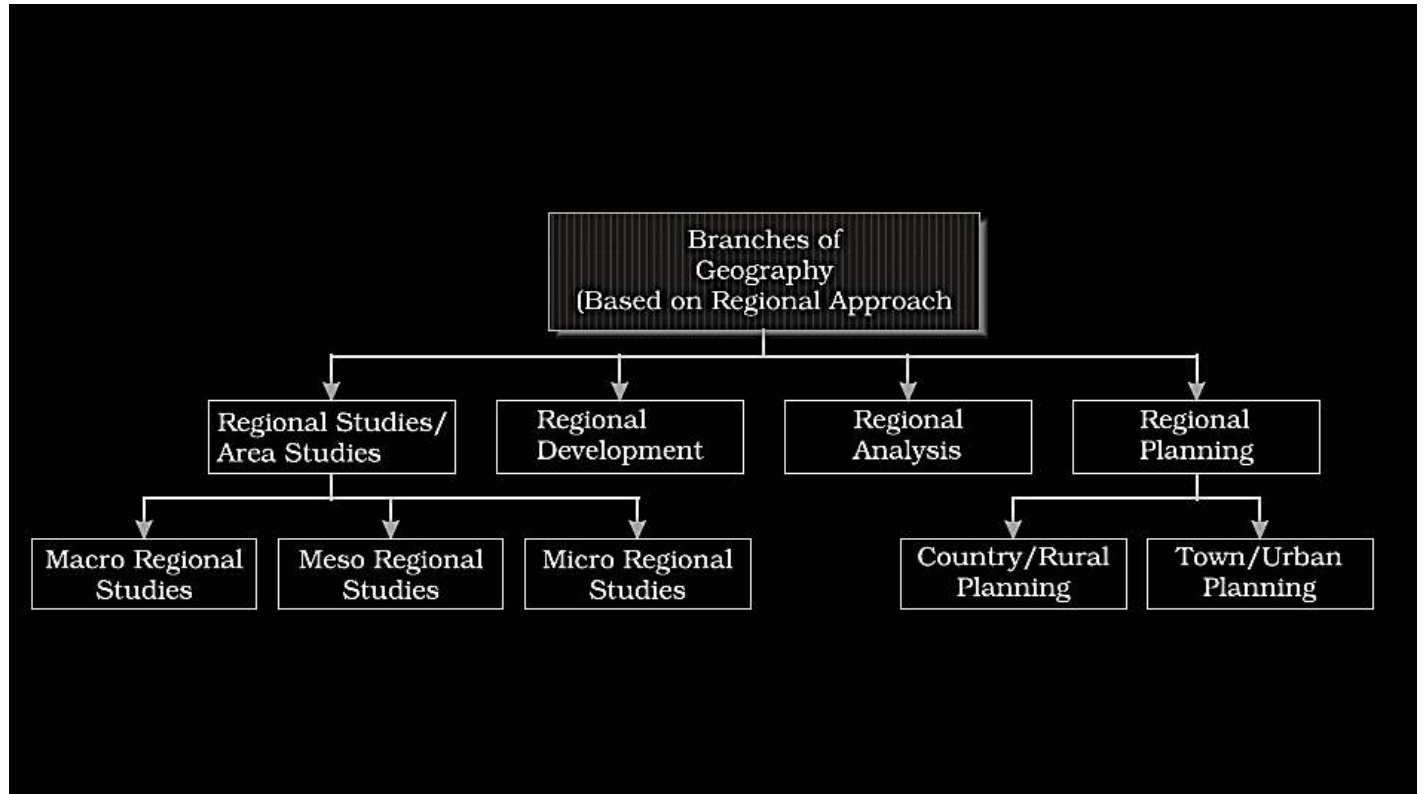 Branches of
Geography
(Based on Regional Approach
Regional Studies/
Area Studies
Regional
Development
Regional
Analysis
Regional
Planning
Macro Regional
Studies
Meso Regional
Studies
Micro Regional
Studies
Country/Rural
Planning
Town/Urban
Planning